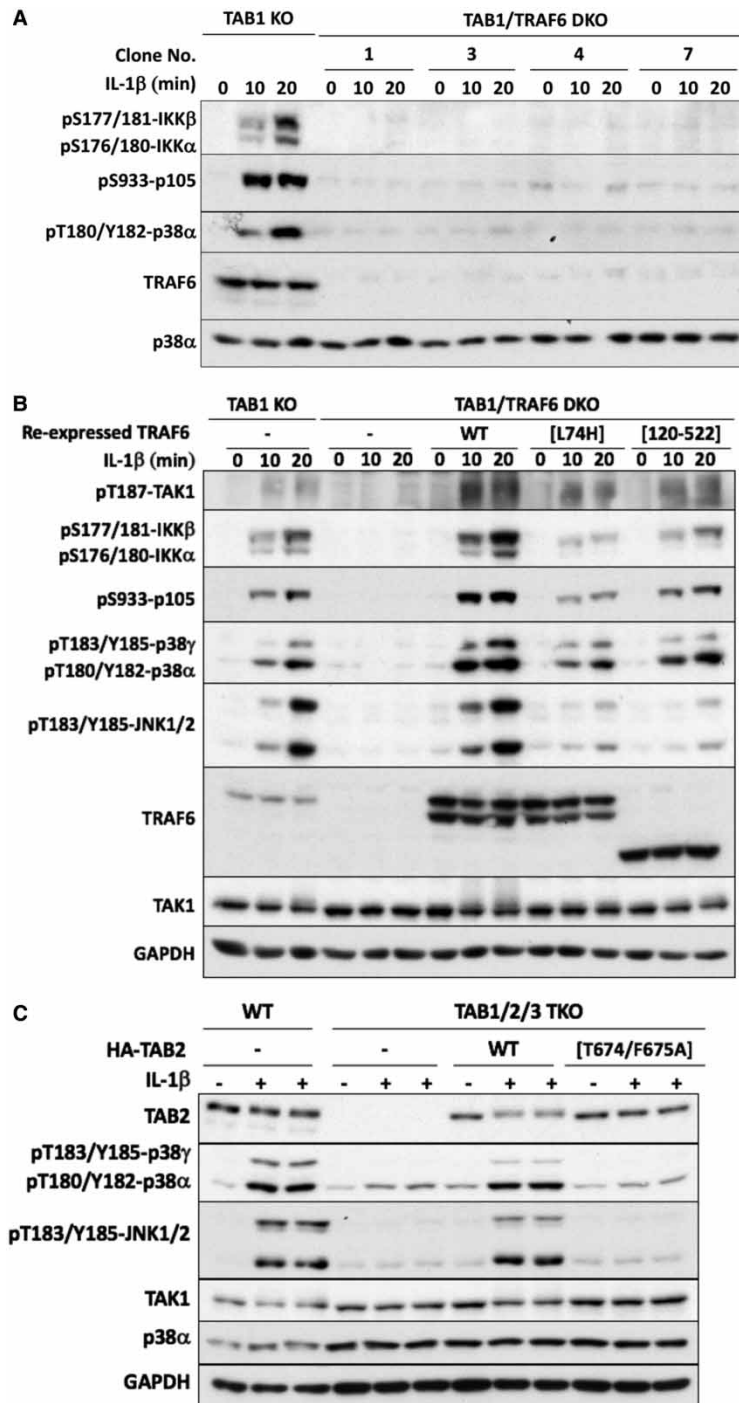 A
TAB1 KO TAB1/TRAF6 DKO
Clone No. 1 3 4 7
IL-1β (min) 0 10 20 0 10 20 0 10 20 0 10 20 0 10 20
pS177/181-IKKβ
pS176/180-IKKα
pS933-p105
pT180/Y182-p38α
TRAF6
p38α
B
TAB1 KO TAB1/TRAF6 DKO
Re-expressed TRAF6 - - WT [L74H] [120-522]
IL-1β (min) 0 10 20 0 10 20 0 10 20 0 10 20 0 10 20
pT187-TAK1
pS177/181-IKKβ
pS176/180-IKKα
pS933-p105
pT183/Y185-p38γ
pT180/Y182-p38α
pT183/Y185-JNK1/2
TRAF6
TAK1
GAPDH
C
WT TAB1/2/3 TKO
HA-TAB2 - - WT [T674/F675A]
IL-1β - + + - + + - + + - + +
TAB2
pT183/Y185-p38γ
pT180/Y182-p38α
pT183/Y185-JNK1/2
TAK1
p38α
GAPDH